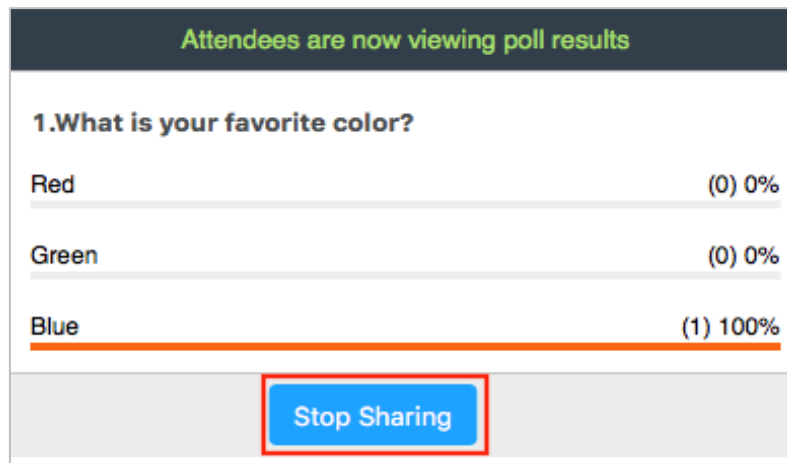 Attendees are now viewing poll results
1.What is your favorite color?
Red (0) 0%
Green (0) 0%
Blue (1) 100%
Stop Sharing